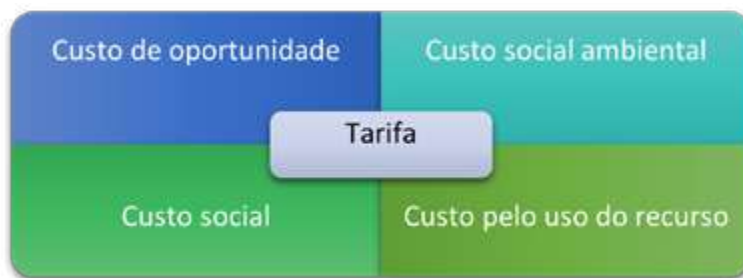 Custo de oportunidade
Custo social ambiental
Tarifa
Custo social
Custo pelo uso do recurso